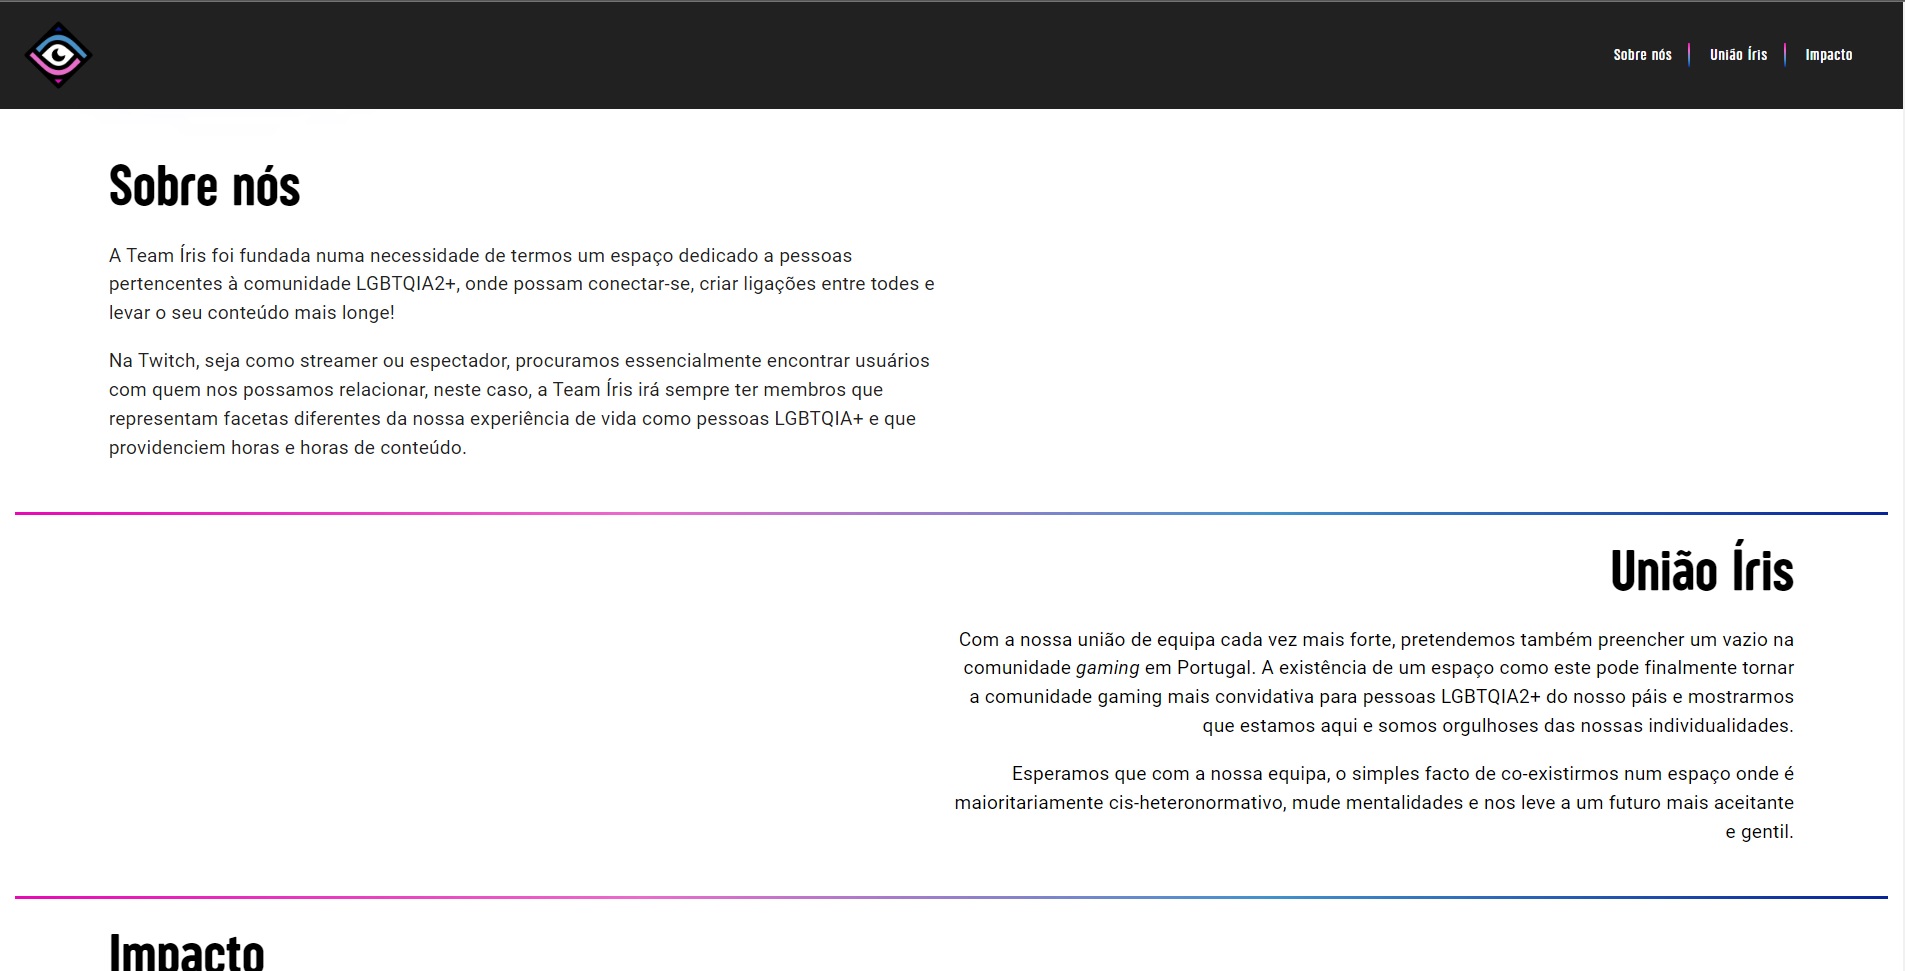 Sobre nós
União Íris
Impacto
Sobre nós
A Team Íris foi fundada numa necessidade de termos um espaço dedicado a pessoas
pertencentes à comunidade LGBTQIA2+, onde possam conectar-se, criar ligações entre todes e
levar o seu conteúdo mais longe!
Na Twitch, seja como streamer ou espectador, procuramos essencialmente encontrar usuários
com quem nos possamos relacionar, neste caso, a Team Íris irá sempre ter membros que
representam facetas diferentes da nossa experiência de vida como pessoas LGBTQIA+ e que
providenciem horas e horas de conteúdo.
União Íris
Com a nossa união de equipa cada vez mais forte, pretendemos também preencher um vazio na
comunidade gaming em Portugal. A existência de um espaço como este pode finalmente tornar
a comunidade gaming mais convidativa para pessoas LGBTQIA2+ do nosso páis e mostrarmos
que estamos aqui e somos orgulhoses das nossas individualidades.
Esperamos que com a nossa equipa, o simples facto de co-existirmos num espaço onde é
maioritariamente cis-heteronormativo, mude mentalidades e nos leve a um futuro mais aceitante
e gentil.
Impacto